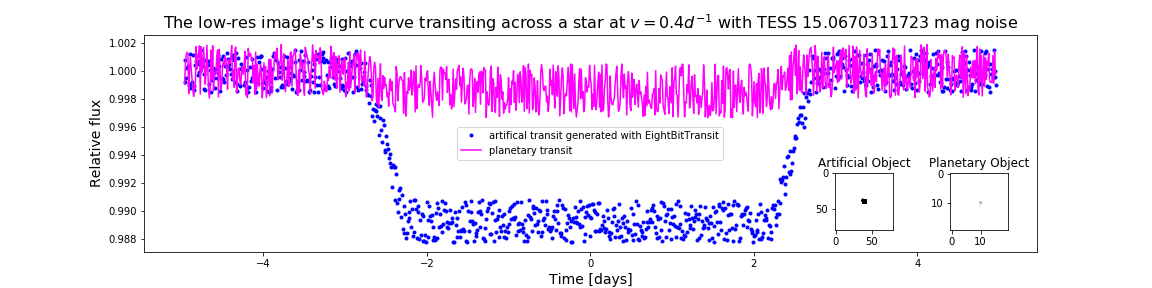 The low-res image's light curve transiting across a star at v = 0.4d⁻¹ with TESS 15.0670311723 mag noise
Relative flux
1.002
1.000
0.998
0.996
0.994
0.992
0.990
0.988
artifical transit generated with EightBitTransit
planetary transit
Artificial Object
0
50
0 50
Planetary Object
0
10
0 10
−4 −2 0 2 4
Time [days]